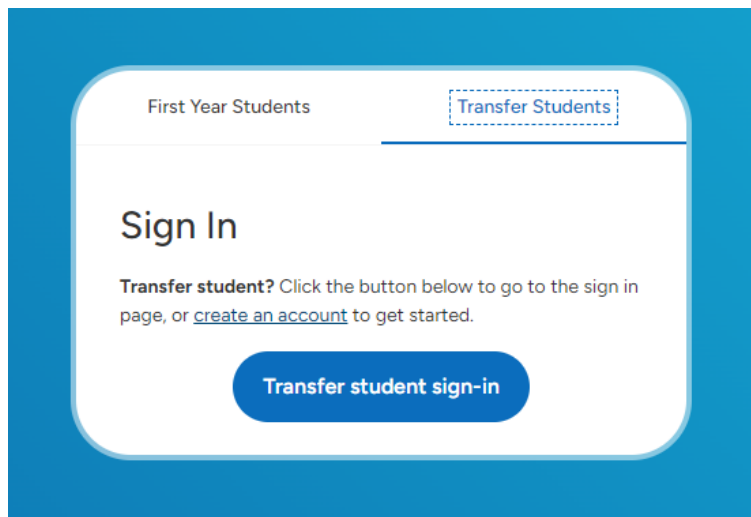 First Year Students
Transfer Students
Sign In
Transfer student? Click the button below to go to the sign in
page, or create an account to get started.
Transfer student sign-in